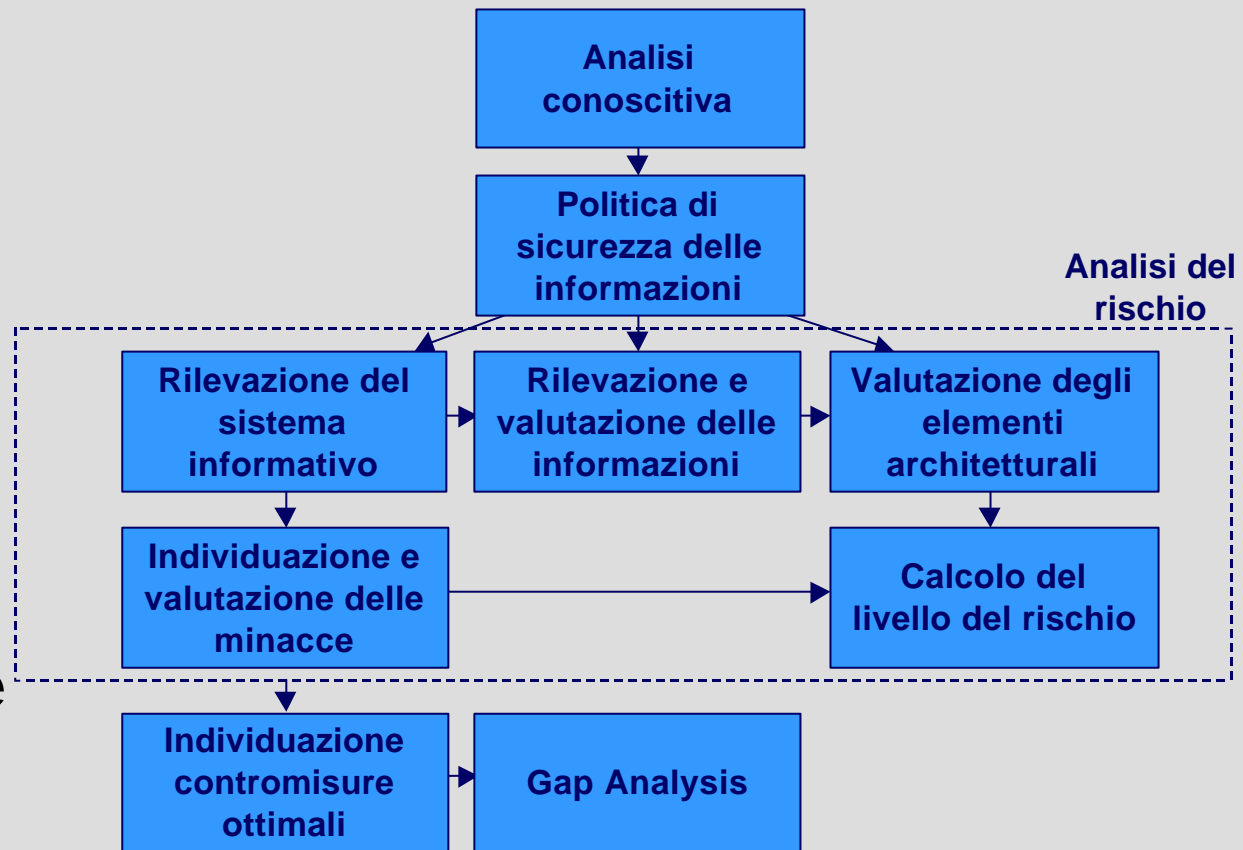 Analisi
conoscitiva
Politica di
sicurezza delle
informazioni
Analisi del
rischio
Rilevazione del
sistema
informativo
Rilevazione e
valutazione delle
informazioni
Valutazione degli
elementi
architetturali
Individuazione e
valutazione delle
minacce
Calcolo del
livello del rischio
e
Individuazione
contromisure
ottimali
Gap Analysis